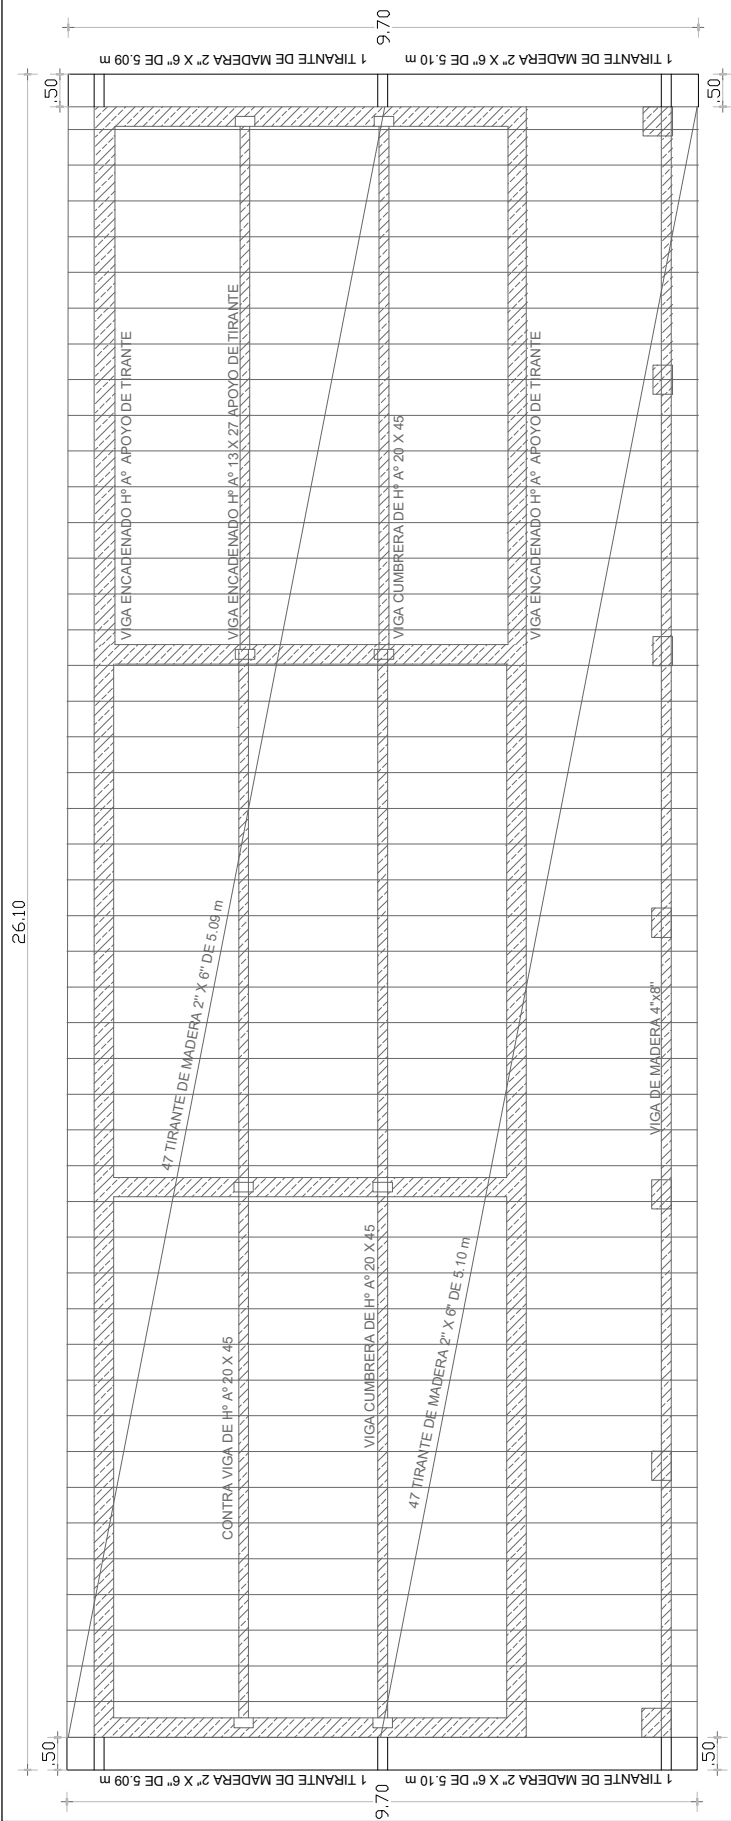 9.70
1 TIRANTE DE MADERA 2" X 6" DE 5.09 m
1 TIRANTE DE MADERA 2" X 6" DE 5.10 m
.50
.50
VIGA ENCADENADO Hº Aº APOYO DE TIRANTE
VIGA ENCADENADO Hº Aº 13 X 27 APOYO DE TIRANTE
VIGA CUMBRERA DE Hº Aº 20 X 45
VIGA ENCADENADO Hº Aº APOYO DE TIRANTE
26.10
47 TIRANTE DE MADERA 2" X 6" DE 5.09 m
VIGA DE MADERA 4"x8"
CONTRA VIGA DE Hº Aº 20 X 45
VIGA CUMBRERA DE Hº Aº 20 X 45
47 TIRANTE DE MADERA 2" X 6" DE 5.10 m
.50
.50
1 TIRANTE DE MADERA 2" X 6" DE 5.09 m
1 TIRANTE DE MADERA 2" X 6" DE 5.10 m
9.70